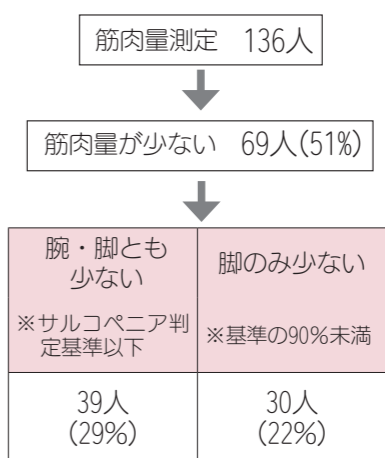 筋肉量測定 136人
筋肉量が少ない 69人(51%)
腕・脚とも
少ない
※サルコペニア判
定基準以下
脚のみ少ない
※基準の90%未満
39人
(29%)
30人
(22%)